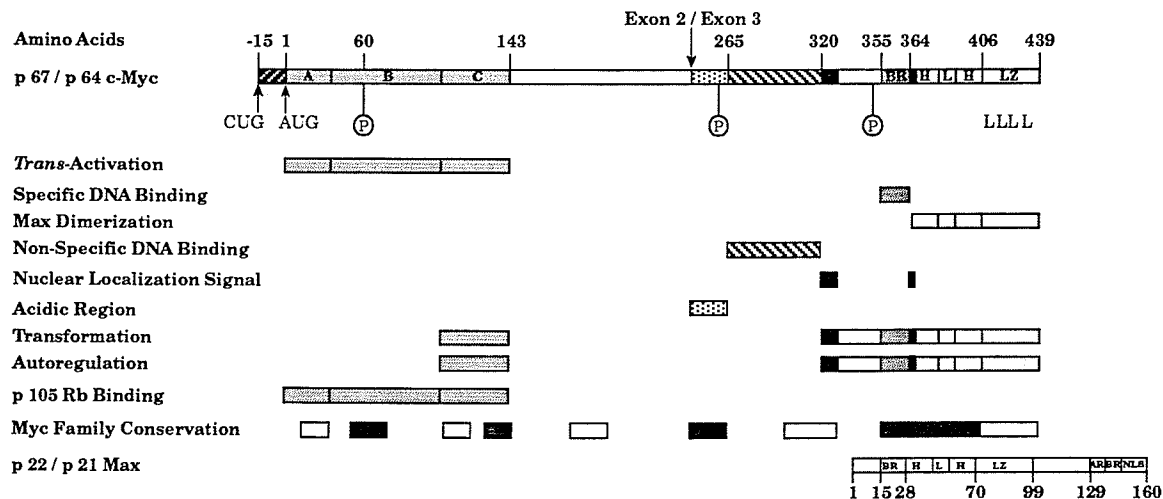 Exon 2 / Exon 3
Amino Acids -15 1 60 143 265 320 355 364 406 439
p 67 / p 64 c-Myc A B C BR H L H LZ
CUG AUG P P P LLLL
Trans-Activation
Specific DNA Binding
Max Dimerization
Non-Specific DNA Binding
Nuclear Localization Signal
Acidic Region
Transformation
Autoregulation
p 105 Rb Binding
Myc Family Conservation
p 22 / p 21 Max BR H L H LZ AR BR NLS
1 15 28 70 99 129 160